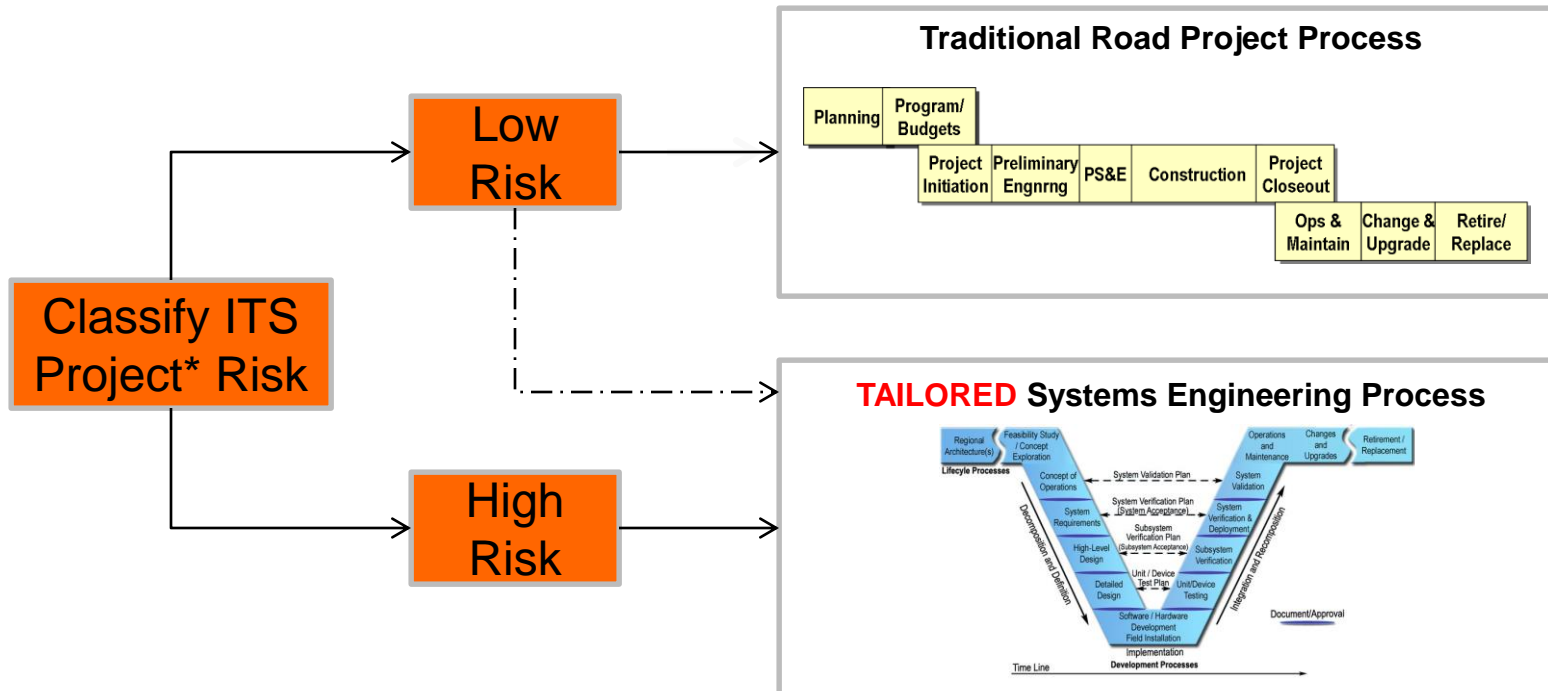 Classify ITS
Project* Risk
Low
Risk
High
Risk
Traditional Road Project Process
Planning
Program/
Budgets
Project
Initiation
Preliminary
Engnrng
PS&E
Construction
Project
Closeout
Ops &
Maintain
Change &
Upgrade
Retire/
Replace
TAILORED Systems Engineering Process
Regional
Architecture(s)
Feasibility Study
/ Concept
Exploration
Operations
and
Maintenance
Changes
and
Upgrades
Retirement /
Replacement
Lifecyle Processes
Concept of
Operations
System Validation Plan
System
Validation
System
Requirements
System Verification Plan
(System Acceptance)
System
Verification &
Deployment
High-Level
Design
Subsystem
Verification Plan
(Subsystem Acceptance)
Subsystem
Verification
Detailed
Design
Unit / Device
Test Plan
Unit/Device
Testing
Decomposition and Definition
Integration and Recomposition
Software / Hardware
Development
Field Installation
Implementation
Document/Approval
Time Line
Development Processes